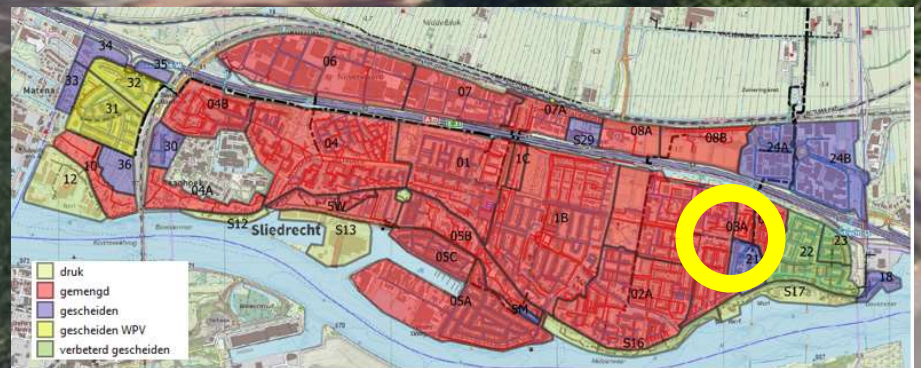 34
35
33
32
06
Matena
31
04B
07
07A
S29
08A
08B
24A
24B
36
30
04
01
1C
10
12
04A
03A
1B
S12
SW
S13
Sliedrecht
05B
05C
21
22
23
18
S17
02A
05A
SM
S16
druk
gemengd
gescheiden
gescheiden WPV
verbeterd gescheiden